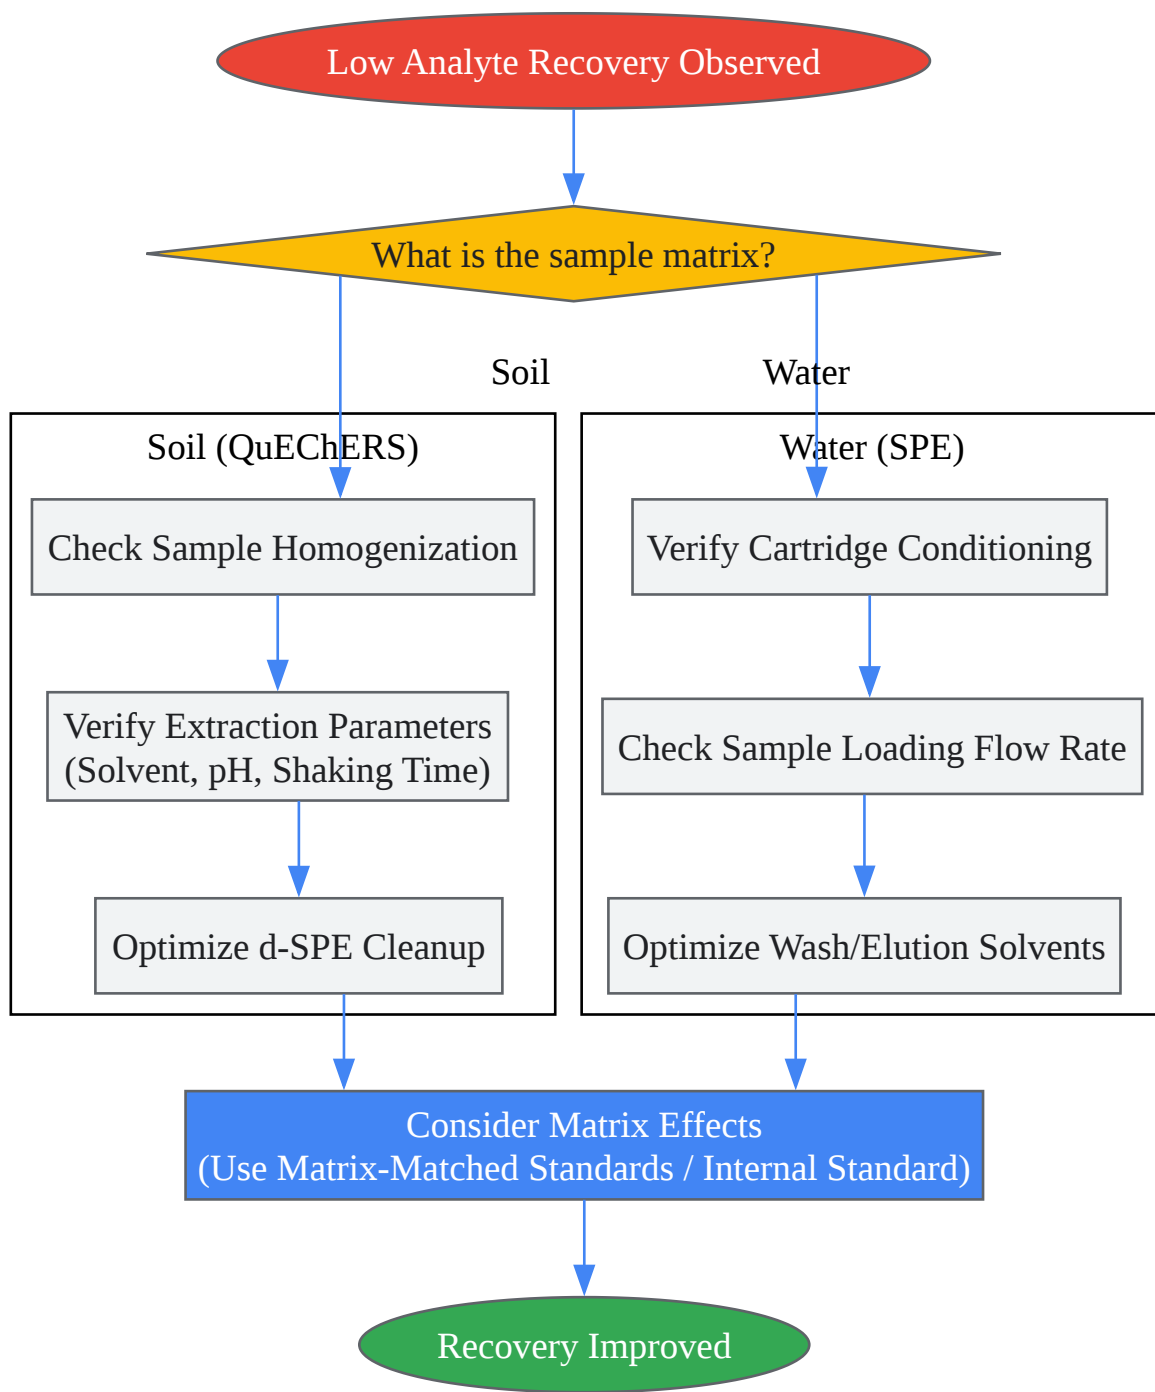 Low Analyte Recovery Observed
What is the sample matrix?
Soil
Water
Soil (QuEChERS)
Check Sample Homogenization
Verify Extraction Parameters
(Solvent, pH, Shaking Time)
Optimize d-SPE Cleanup
Water (SPE)
Verify Cartridge Conditioning
Check Sample Loading Flow Rate
Optimize Wash/Elution Solvents
Consider Matrix Effects
(Use Matrix-Matched Standards / Internal Standard)
Recovery Improved